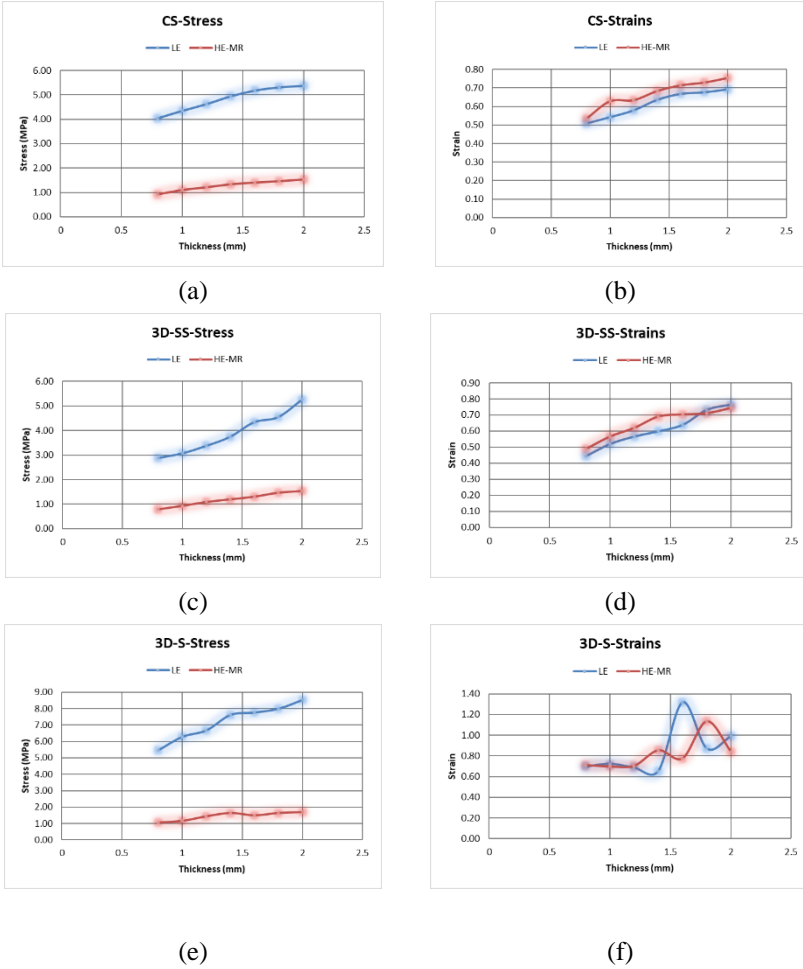 CS-Stress
LE HE-MR
6.00
5.00
4.00
3.00
2.00
1.00
0.00
0 0.5 1 1.5 2 2.5
Stress (MPa)
Thickness (mm)
(a)
CS-Strains
LE HE-MR
0.80
0.70
0.60
0.50
0.40
0.30
0.20
0.10
0.00
0 0.5 1 1.5 2 2.5
Strain
Thickness (mm)
(b)
3D-SS-Stress
LE HE-MR
6.00
5.00
4.00
3.00
2.00
1.00
0.00
0 0.5 1 1.5 2 2.5
Stress (MPa)
Thickness (mm)
(c)
3D-SS-Strains
LE HE-MR
0.90
0.80
0.70
0.60
0.50
0.40
0.30
0.20
0.10
0.00
0 0.5 1 1.5 2 2.5
Strain
Thickness (mm)
(d)
3D-S-Stress
LE HE-MR
9.00
8.00
7.00
6.00
5.00
4.00
3.00
2.00
1.00
0.00
0 0.5 1 1.5 2 2.5
Stress (MPa)
Thickness (mm)
(e)
3D-S-Strains
LE HE-MR
1.40
1.20
1.00
0.80
0.60
0.40
0.20
0.00
0 0.5 1 1.5 2 2.5
Strain
Thickness (mm)
(f)